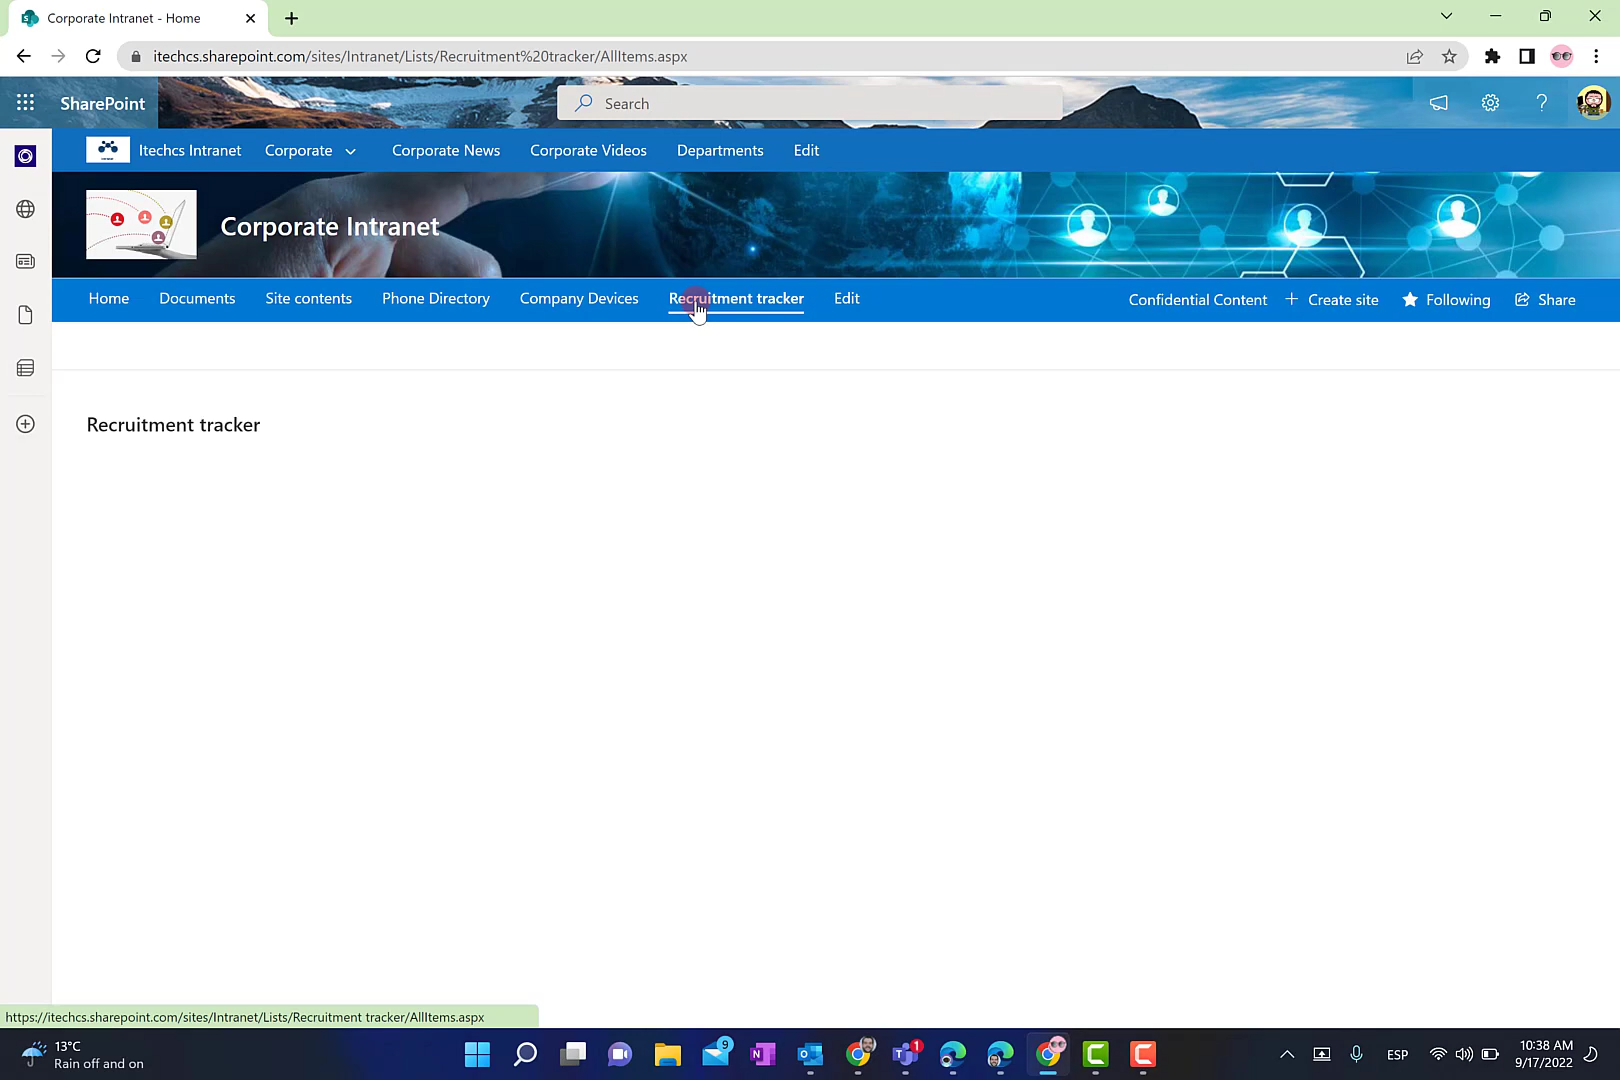 Corporate Intranet - Home
itechcs.sharepoint.com/sites/Intranet/Lists/Recruitment%20tracker/AllItems.aspx
SharePoint
Search
Itechcs Intranet
Corporate
Corporate News
Corporate Videos
Departments
Edit
Corporate Intranet
Home
Documents
Site contents
Phone Directory
Company Devices
Recruitment tracker
Edit
Confidential Content
Create site
Following
Share
Recruitment tracker
https://itechcs.sharepoint.com/sites/Intranet/Lists/Recruitment tracker/AllItems.aspx
13°C
Rain off and on
9
1
ESP
10:38 AM
9/17/2022